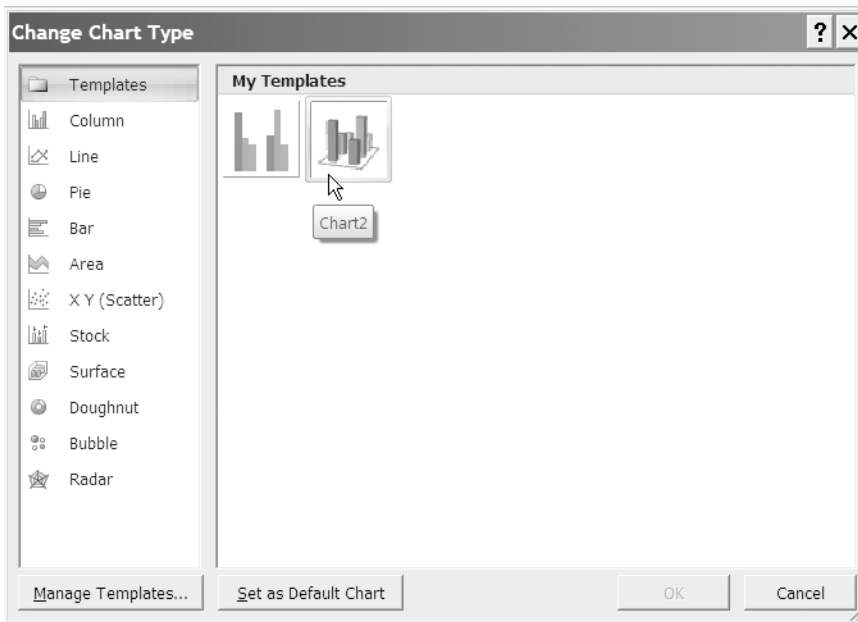 Change Chart Type
?
Templates
Column
Line
Pie
Bar
Area
X Y (Scatter)
Stock
Surface
Doughnut
Bubble
Radar
My Templates
Chart2
Manage Templates...
Set as Default Chart
OK
Cancel